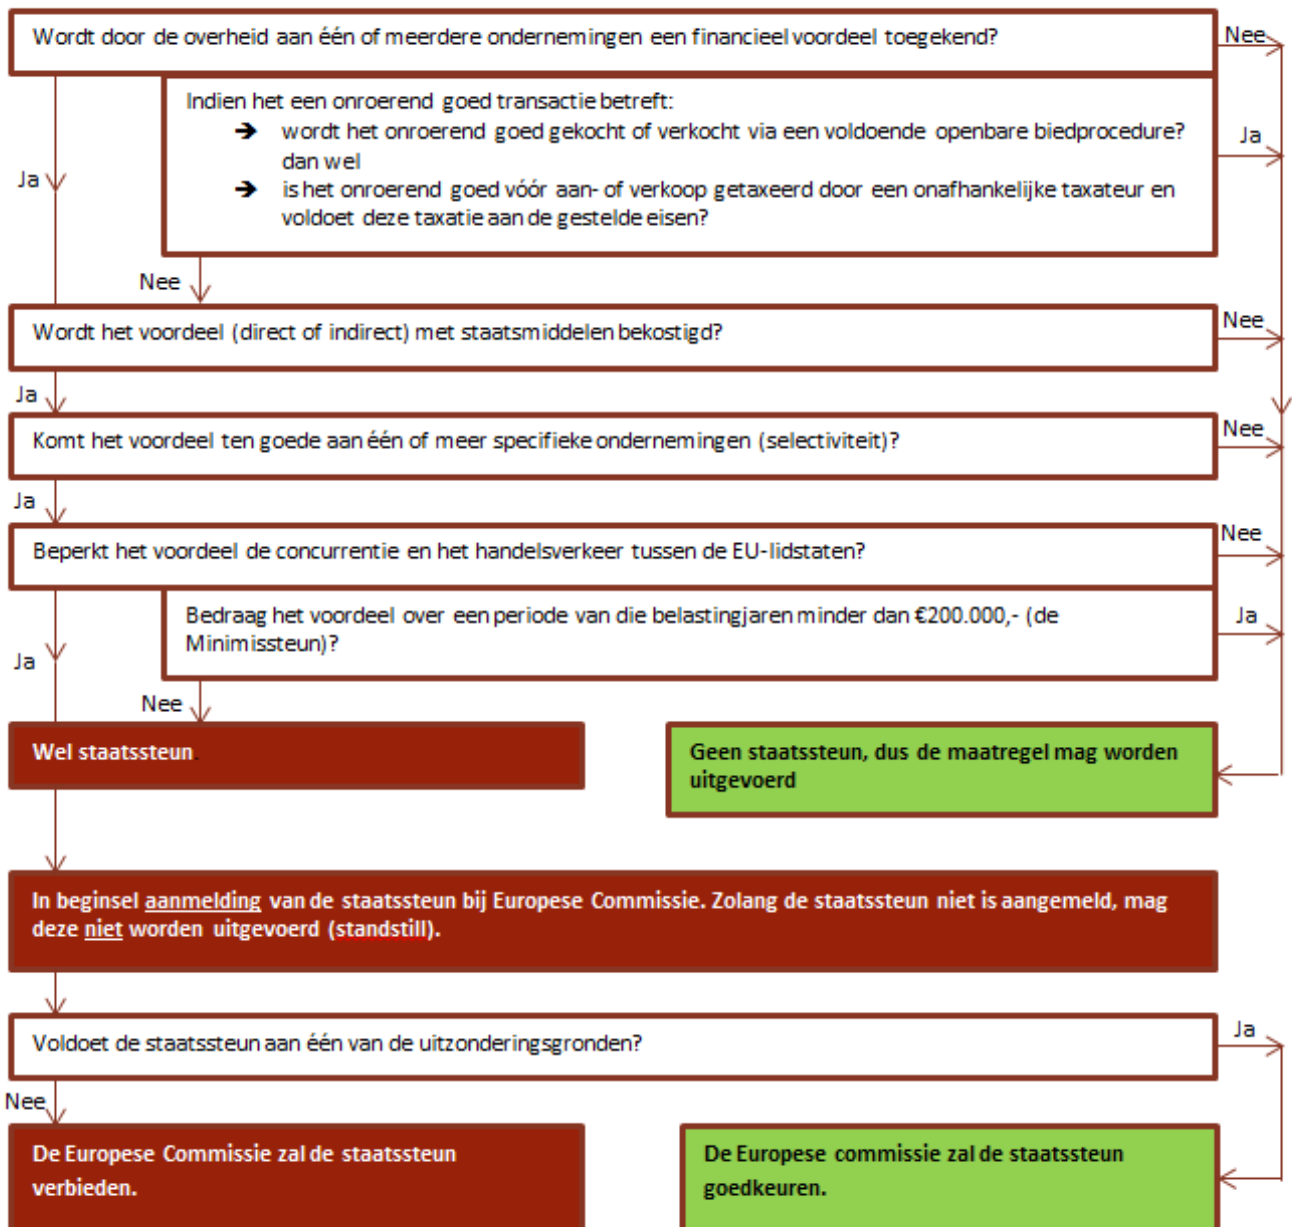 Wordt door de overheid aan één of meerdere ondernemingen een financieel voordeel toegekend?
Nee
Indien het een onroerend goed transactie betreft:
➔ wordt het onroerend goed gekocht of verkocht via een voldoende openbare biedprocedure?
dan wel
➔ is het onroerend goed vóór aan- of verkoop getaxeerd door een onafhankelijke taxateur en
voldoet deze taxatie aan de gestelde eisen?
Ja
Ja
Nee
Wordt het voordeel (direct of indirect) met staatsmiddelen bekostigd?
Nee
Ja
Komt het voordeel ten goede aan één of meer specifieke ondernemingen (selectiviteit)?
Nee
Ja
Beperkt het voordeel de concurrentie en het handelsverkeer tussen de EU-lidstaten?
Nee
Bedraag het voordeel over een periode van die belastingjaren minder dan €200.000,- (de
Minimissteun)?
Ja
Ja
Nee
Wel staatssteun.
Geen staatssteun, dus de maatregel mag worden
uitgevoerd
In beginsel aanmelding van de staatssteun bij Europese Commissie. Zolang de staatssteun niet is aangemeld, mag
deze niet worden uitgevoerd (standstill).
Voldoet de staatssteun aan één van de uitzonderingsgronden?
Ja
Nee
De Europese Commissie zal de staatssteun
verbieden.
De Europese commissie zal de staatssteun
goedkeuren.